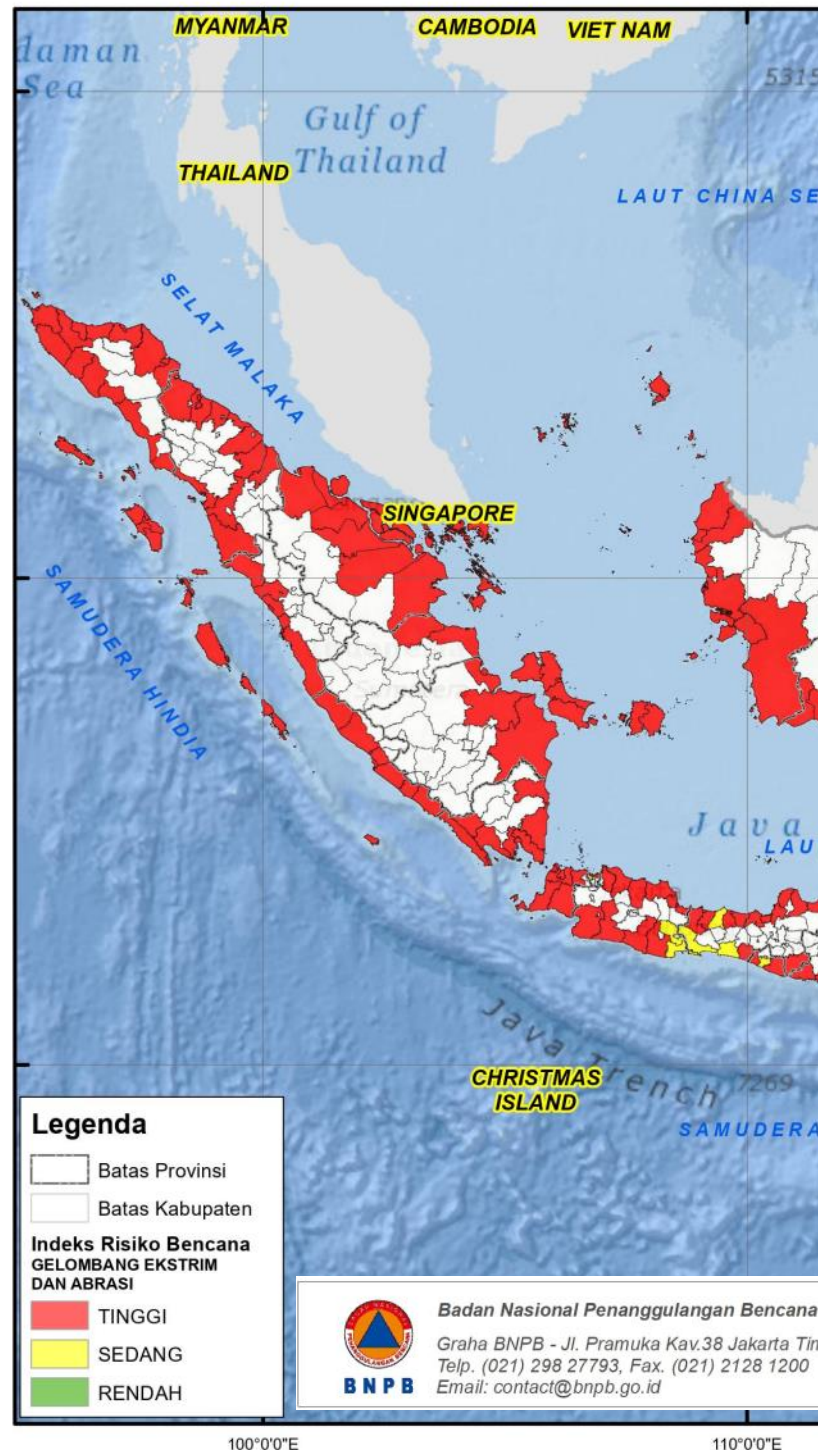 MYANMAR
CAMBODIA
VIET NAM
daman
Sea
5315
Gulf of
Thailand
THAILAND
LAUT CHINA SE
SELAT MALAKA
SINGAPORE
SAMUDERA HINDIA
Java
LAU
Java Trench
7269
CHRISTMAS
ISLAND
SAMUDERA
Legenda
Batas Provinsi
Batas Kabupaten
Indeks Risiko Bencana
GELOMBANG EKSTRIM
DAN ABRASI
TINGGI
SEDANG
RENDAH
BNPB
Badan Nasional Penanggulangan Bencana
Graha BNPB - Jl. Pramuka Kav.38 Jakarta Tim
Telp. (021) 298 27793, Fax. (021) 2128 1200
Email: contact@bnpb.go.id
100°0'0"E
110°0'0"E